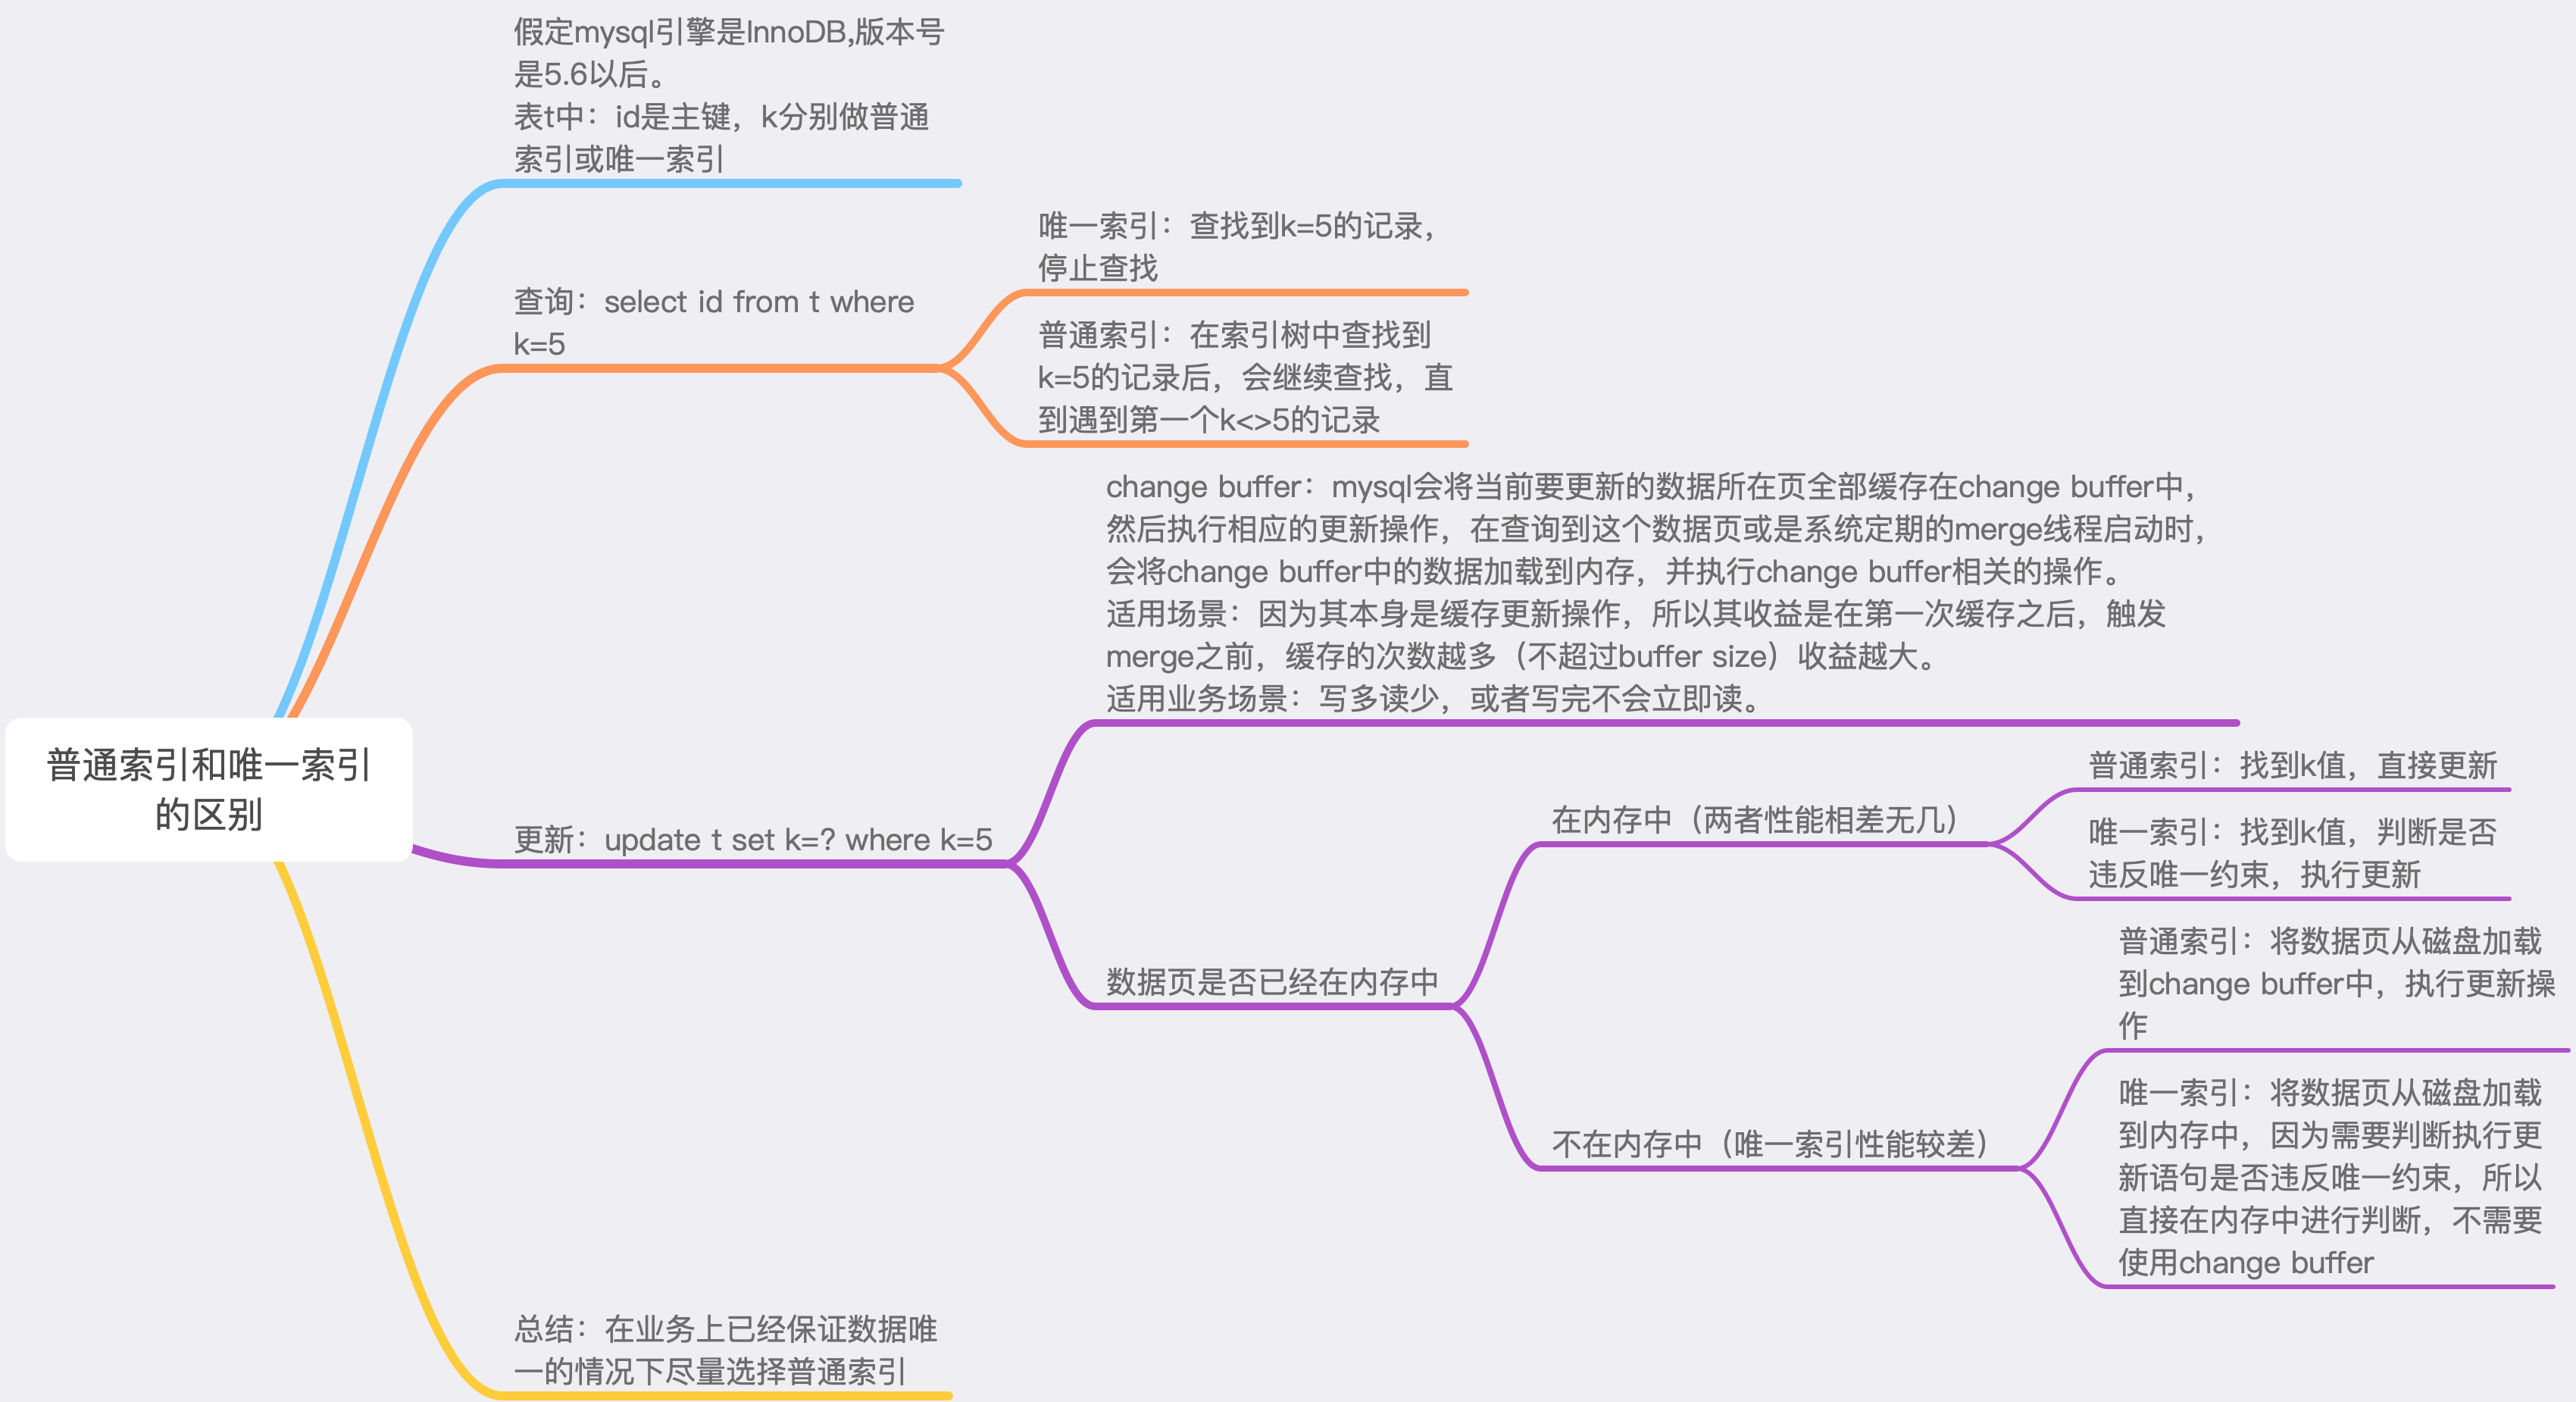 假定mysql引擎是InnoDB,版本号
是5.6以后。
表t中：id是主键，k分别做普通
索引或唯一索引
唯一索引：查找到k=5的记录，
停止查找
查询：select id from t where
k=5
普通索引：在索引树中查找到
k=5的记录后，会继续查找，直
到遇到第一个k<>5的记录
change buffer：mysql会将当前要更新的数据所在页全部缓存在change buffer中，
然后执行相应的更新操作，在查询到这个数据页或是系统定期的merge线程启动时，
会将change buffer中的数据加载到内存，并执行change buffer相关的操作。
适用场景：因为其本身是缓存更新操作，所以其收益是在第一次缓存之后，触发
merge之前，缓存的次数越多（不超过buffer size）收益越大。
适用业务场景：写多读少，或者写完不会立即读。
普通索引和唯一索引
的区别
更新：update t set k=? where k=5
数据页是否已经在内存中
在内存中（两者性能相差无几）
普通索引：找到k值，直接更新
唯一索引：找到k值，判断是否
违反唯一约束，执行更新
不在内存中（唯一索引性能较差）
普通索引：将数据页从磁盘加载
到change buffer中，执行更新操
作
唯一索引：将数据页从磁盘加载
到内存中，因为需要判断执行更
新语句是否违反唯一约束，所以
直接在内存中进行判断，不需要
使用change buffer
总结：在业务上已经保证数据唯
一的情况下尽量选择普通索引